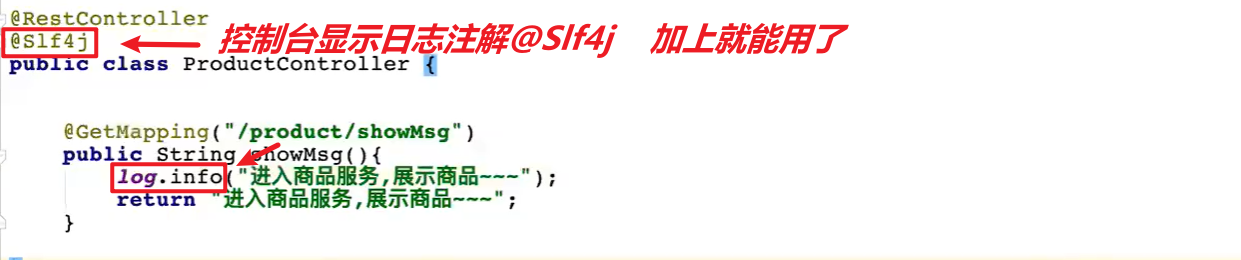 @RestController
@Slf4j 控制台显示日志注解@Slf4j 加上就能用了
public class ProductController {
@GetMapping("/product/showMsg")
public String showMsg(){
log.info("进入商品服务,展示商品~~~");
return "进入商品服务,展示商品~~~";
}